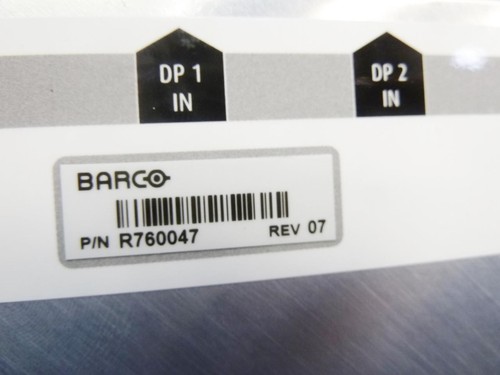 DP 1
IN
DP 2
IN
BARCO
P/N R760047 REV 07